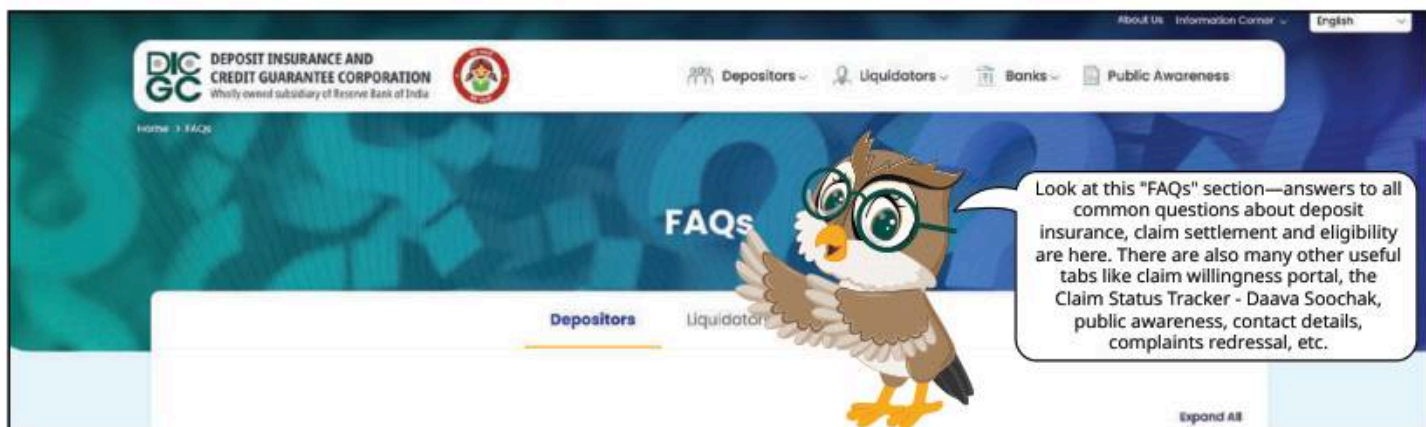 About Us Information Corner English
DIC
GC
DEPOSIT INSURANCE AND
CREDIT GUARANTEE CORPORATION
Wholly owned subsidiary of Reserve Bank of India
Depositors Liquidators Banks Public Awareness
Home > FAQs
FAQs
Look at this "FAQs" section—answers to all
common questions about deposit
insurance, claim settlement and eligibility
are here. There are also many other useful
tabs like claim willingness portal, the
Claim Status Tracker - Daava Soochak,
public awareness, contact details,
complaints redressal, etc.
Depositors Liquidator
Expand All